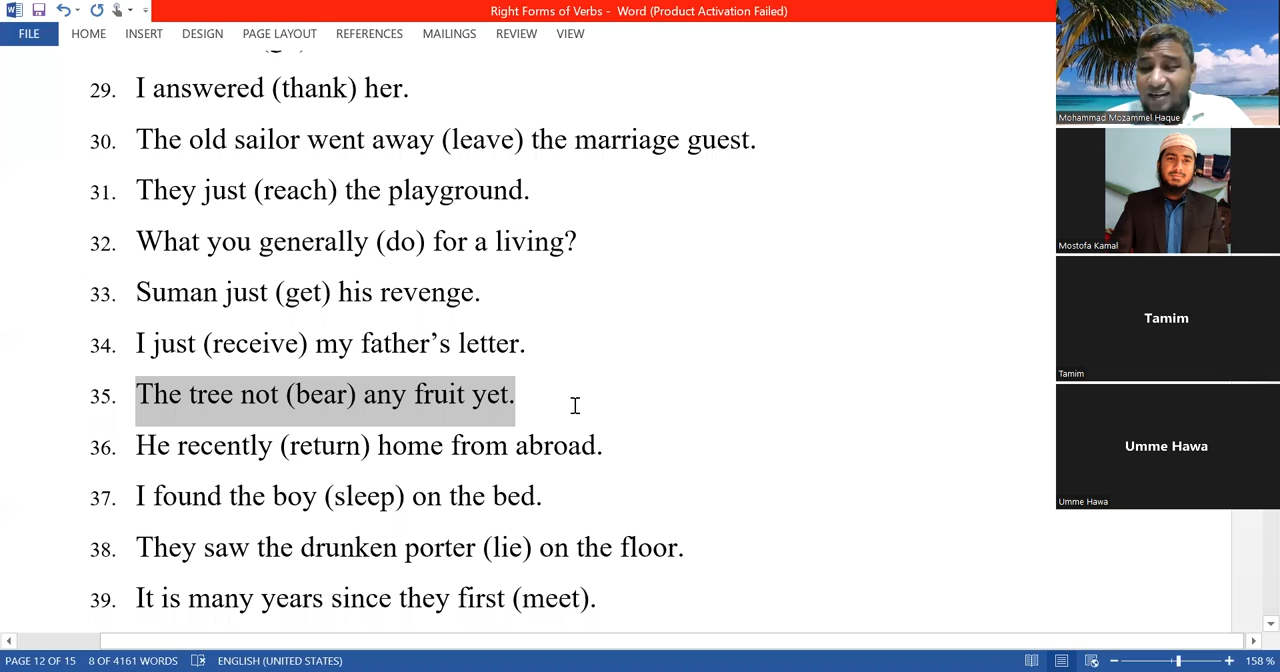 Right Forms of Verbs - Word (Product Activation Failed)
FILE HOME INSERT DESIGN PAGE LAYOUT REFERENCES MAILINGS REVIEW VIEW
29. I answered (thank) her.
30. The old sailor went away (leave) the marriage guest.
31. They just (reach) the playground.
32. What you generally (do) for a living?
33. Suman just (get) his revenge.
34. I just (receive) my father’s letter.
35. The tree not (bear) any fruit yet.
36. He recently (return) home from abroad.
37. I found the boy (sleep) on the bed.
38. They saw the drunken porter (lie) on the floor.
39. It is many years since they first (meet).
Mohammad Mozammel Haque
Mostofa Kamal
Tamim
Tamim
Umme Hawa
Umme Hawa
PAGE 12 OF 15 8 OF 4161 WORDS ENGLISH (UNITED STATES) 158 %